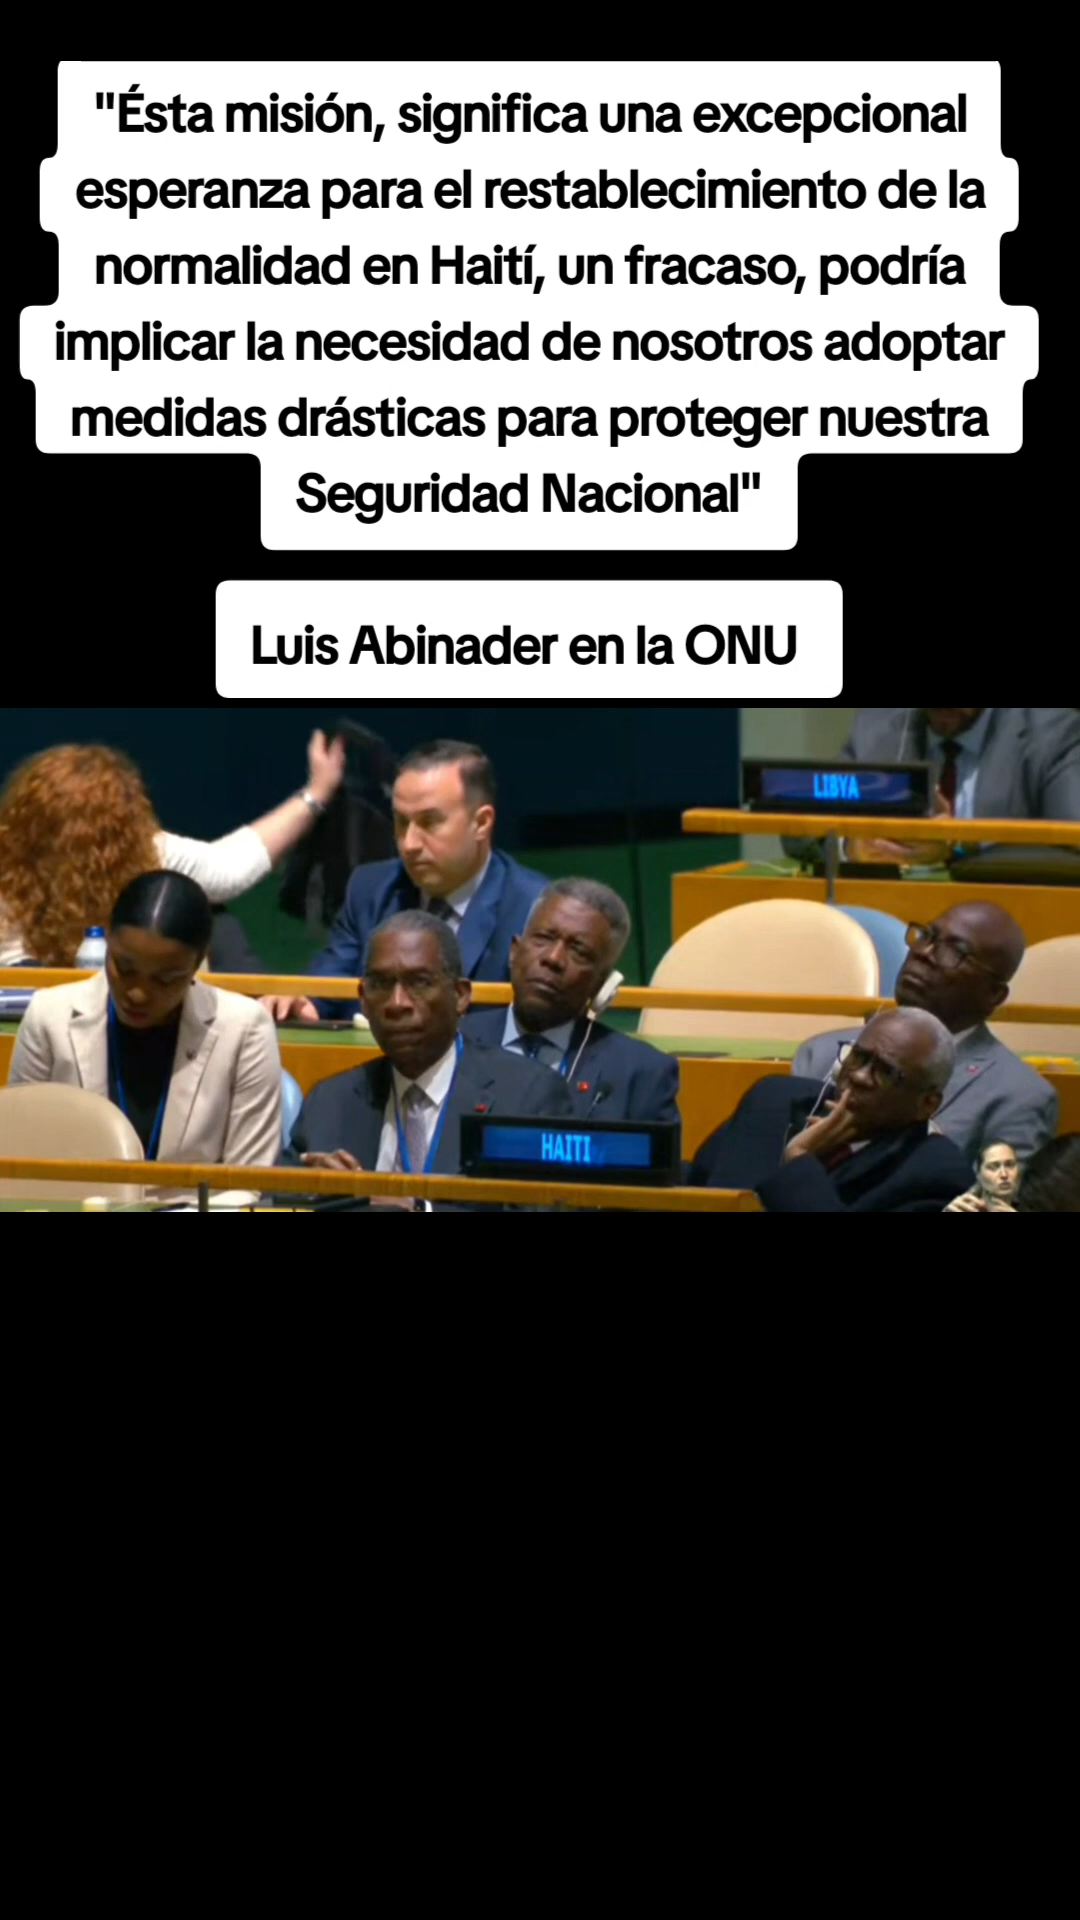 "Ésta misión, significa una excepcional
esperanza para el restablecimiento de la
normalidad en Haití, un fracaso, podría
implicar la necesidad de nosotros adoptar
medidas drásticas para proteger nuestra
Seguridad Nacional"
Luis Abinader en la ONU
LIBYA
HAITI